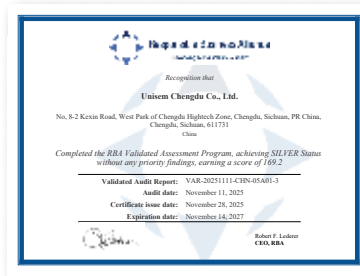 Recognition that
Unisem Chengdu Co., Ltd.
No, 8-2 Kexin Road, West Park of Chengdu Hightech Zone, Chengdu, Sichuan, PR China,
Chengdu, Sichuan, 611731
China
Completed the RBA Validated Assessment Program, achieving SILVER Status
without any priority findings, earning a score of 169.2
Validated Audit Report: VAR-20251111-CHN-05A01-3
Audit date: November 11, 2025
Certificate issue date: November 28, 2025
Expiration date: November 14, 2027
Robert F. Lederer
CEO, RBA